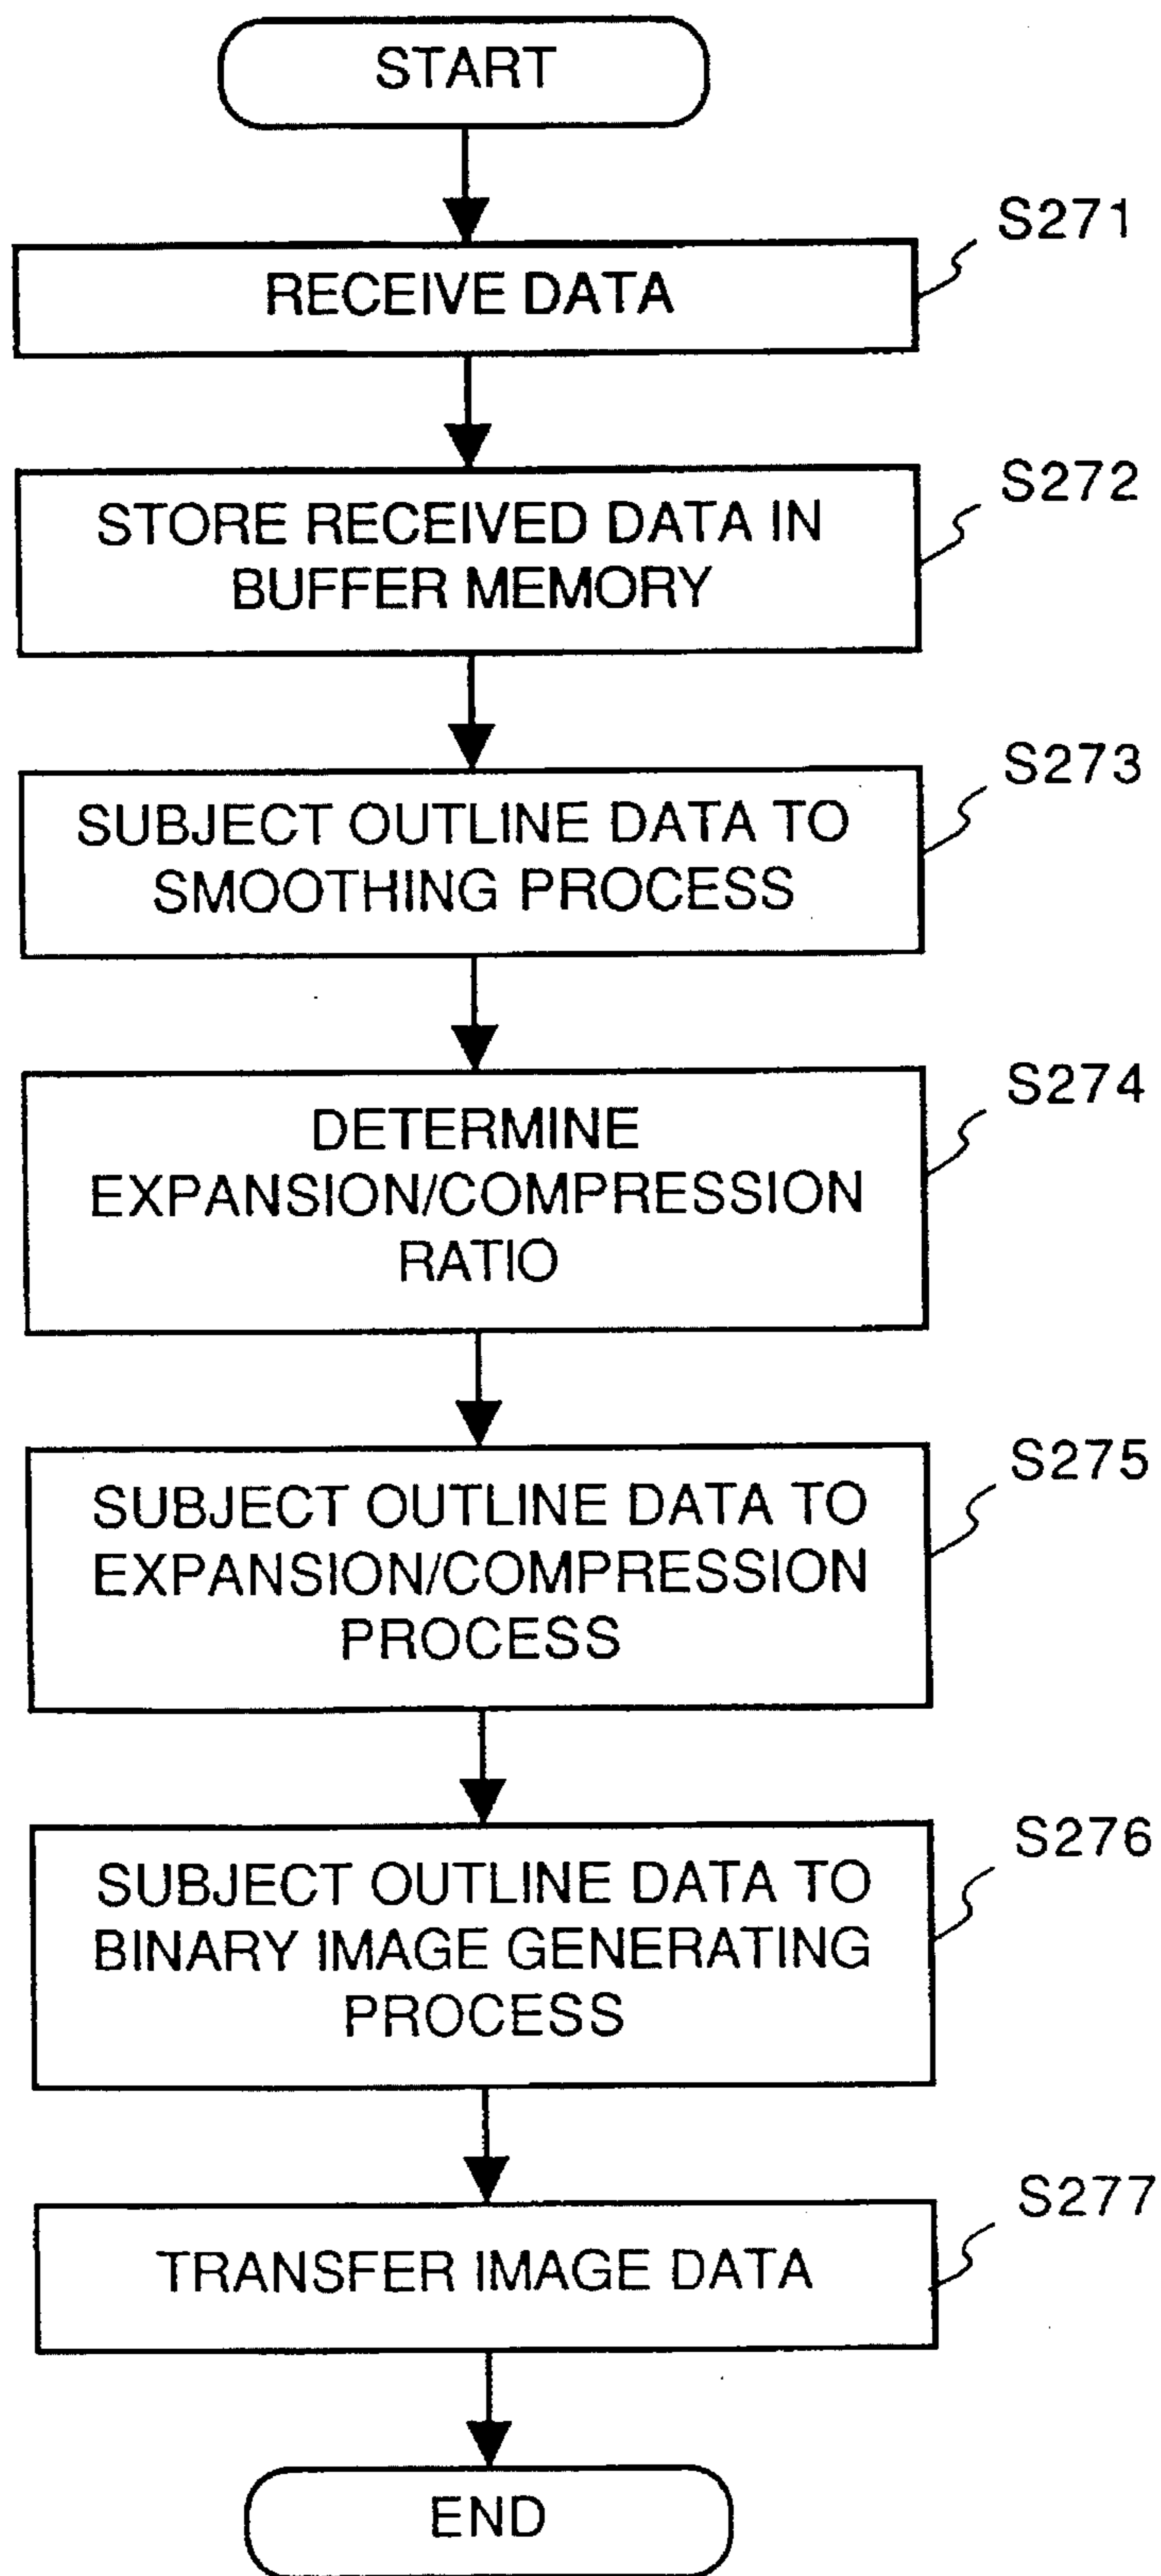 START
S271
RECEIVE DATA
S272
STORE RECEIVED DATA IN
BUFFER MEMORY
S273
SUBJECT OUTLINE DATA TO
SMOOTHING PROCESS
S274
DETERMINE
EXPANSION/COMPRESSION
RATIO
S275
SUBJECT OUTLINE DATA TO
EXPANSION/COMPRESSION
PROCESS
S276
SUBJECT OUTLINE DATA TO
BINARY IMAGE GENERATING
PROCESS
S277
TRANSFER IMAGE DATA
END